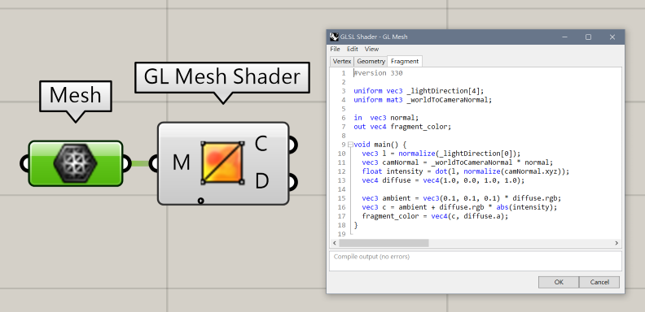 Mesh
GL Mesh Shader
M
C
D
GLSL Shader - GL Mesh
File Edit View
Vertex Geometry Fragment
1 #version 330
2
3 uniform vec3 _lightDirection[4];
4 uniform mat3 _worldToCameraNormal;
5
6 in vec3 normal;
7 out vec4 fragment_color;
8
9 void main() {
10 vec3 l = normalize(_lightDirection[0]);
11 vec3 camNormal = _worldToCameraNormal * normal;
12 float intensity = dot(l, normalize(camNormal.xyz));
13 vec4 diffuse = vec4(1.0, 0.0, 1.0, 1.0);
14
15 vec3 ambient = vec3(0.1, 0.1, 0.1) * diffuse.rgb;
16 vec3 c = ambient + diffuse.rgb * abs(intensity);
17 fragment_color = vec4(c, diffuse.a);
18 }
19
Compile output (no errors)
OK Cancel